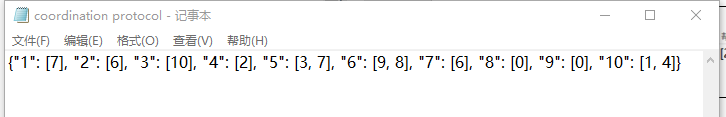 coordination protocol - 记事本
文件(F) 编辑(E) 格式(O) 查看(V) 帮助(H)
{"1": [7], "2": [6], "3": [10], "4": [2], "5": [3, 7], "6": [9, 8], "7": [6], "8": [0], "9": [0], "10": [1, 4]}